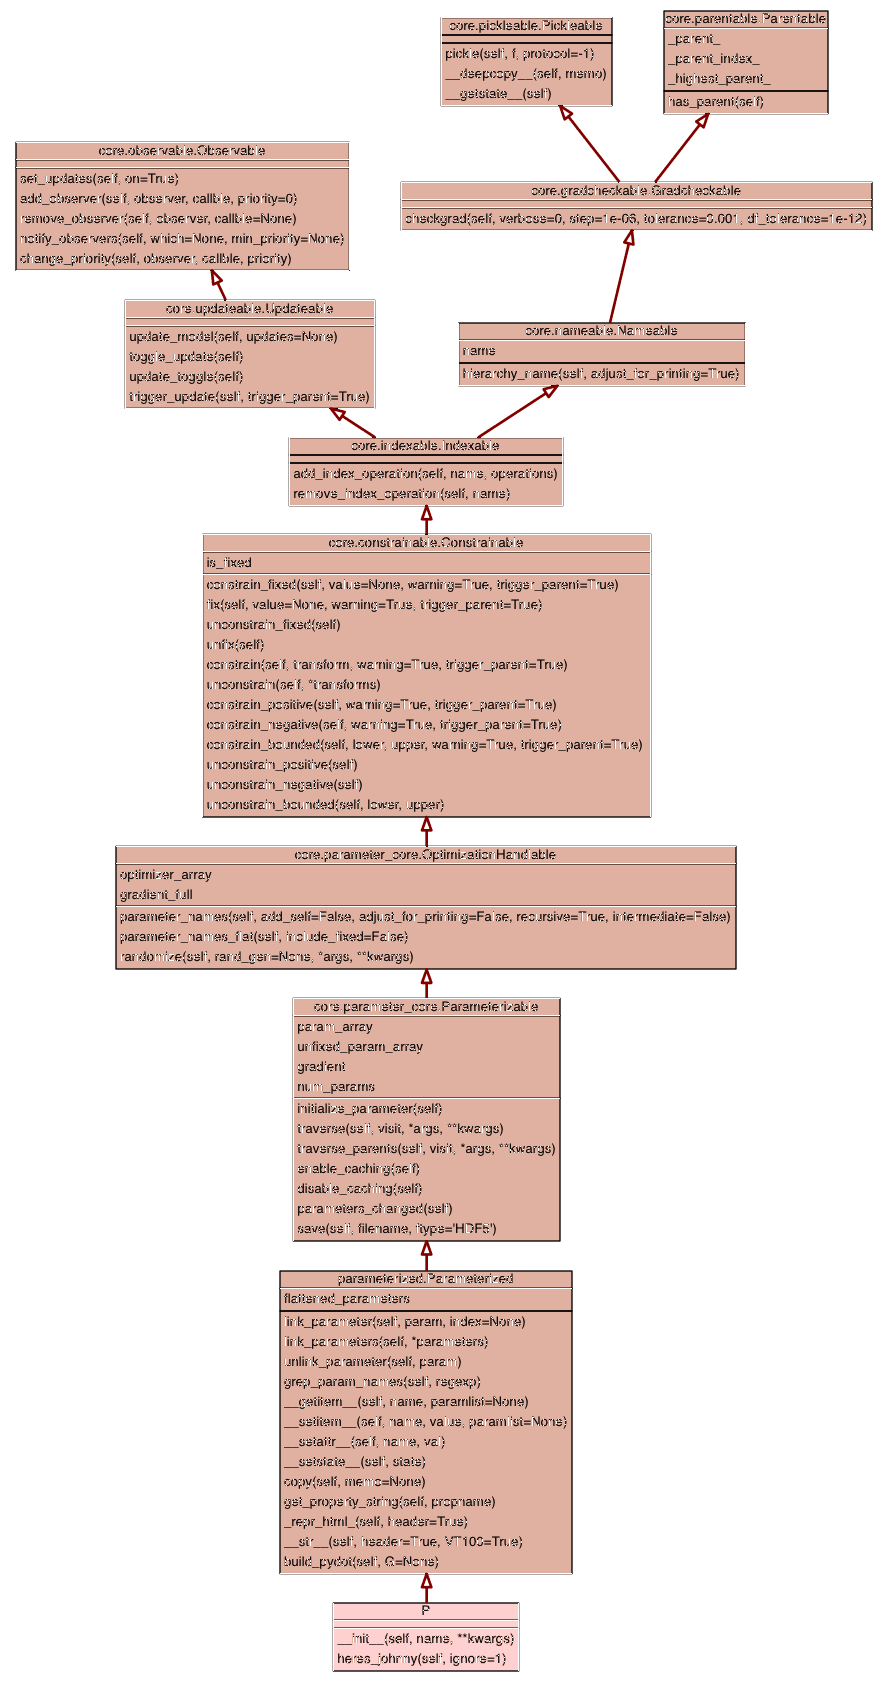 core.pickleable.Pickleable
pickle(self, f, protocol=-1)
__deepcopy__(self, memo)
__getstate__(self)
core.parentable.Parentable
_parent_
_parent_index_
_highest_parent_
has_parent(self)
core.observable.Observable
set_updates(self, on=True)
add_observer(self, observer, callble, priority=0)
remove_observer(self, observer, callble=None)
notify_observers(self, which=None, min_priority=None)
change_priority(self, observer, callble, priority)
core.gradcheckable.Gradcheckable
checkgrad(self, verbose=0, step=1e-06, tolerance=0.001, df_tolerance=1e-12)
core.updateable.Updateable
update_model(self, updates=None)
toggle_update(self)
update_toggle(self)
trigger_update(self, trigger_parent=True)
core.nameable.Nameable
name
hierarchy_name(self, adjust_for_printing=True)
core.indexable.Indexable
add_index_operation(self, name, operations)
remove_index_operation(self, name)
core.constrainable.Constrainable
is_fixed
constrain_fixed(self, value=None, warning=True, trigger_parent=True)
fix(self, value=None, warning=True, trigger_parent=True)
unconstrain_fixed(self)
unfix(self)
constrain(self, transform, warning=True, trigger_parent=True)
unconstrain(self, *transforms)
constrain_positive(self, warning=True, trigger_parent=True)
constrain_negative(self, warning=True, trigger_parent=True)
constrain_bounded(self, lower, upper, warning=True, trigger_parent=True)
unconstrain_positive(self)
unconstrain_negative(self)
unconstrain_bounded(self, lower, upper)
core.parameter_core.OptimizationHandlable
optimizer_array
gradient_full
parameter_names(self, add_self=False, adjust_for_printing=False, recursive=True, intermediate=False)
parameter_names_flat(self, include_fixed=False)
randomize(self, rand_gen=None, *args, **kwargs)
core.parameter_core.Parameterizable
param_array
unfixed_param_array
gradient
num_params
initialize_parameter(self)
traverse(self, visit, *args, **kwargs)
traverse_parents(self, visit, *args, **kwargs)
enable_caching(self)
disable_caching(self)
parameters_changed(self)
save(self, filename, ftype='HDF5')
parameterized.Parameterized
flattened_parameters
link_parameter(self, param, index=None)
link_parameters(self, *parameters)
unlink_parameter(self, param)
grep_param_names(self, regexp)
__getitem__(self, name, paramlist=None)
__setitem__(self, name, value, paramlist=None)
__setattr__(self, name, val)
__setstate__(self, state)
copy(self, memo=None)
get_property_string(self, propname)
_repr_html_(self, header=True)
__str__(self, header=True, VT100=True)
build_pydot(self, G=None)
P
__init__(self, name, **kwargs)
heres_johnny(self, ignore=1)